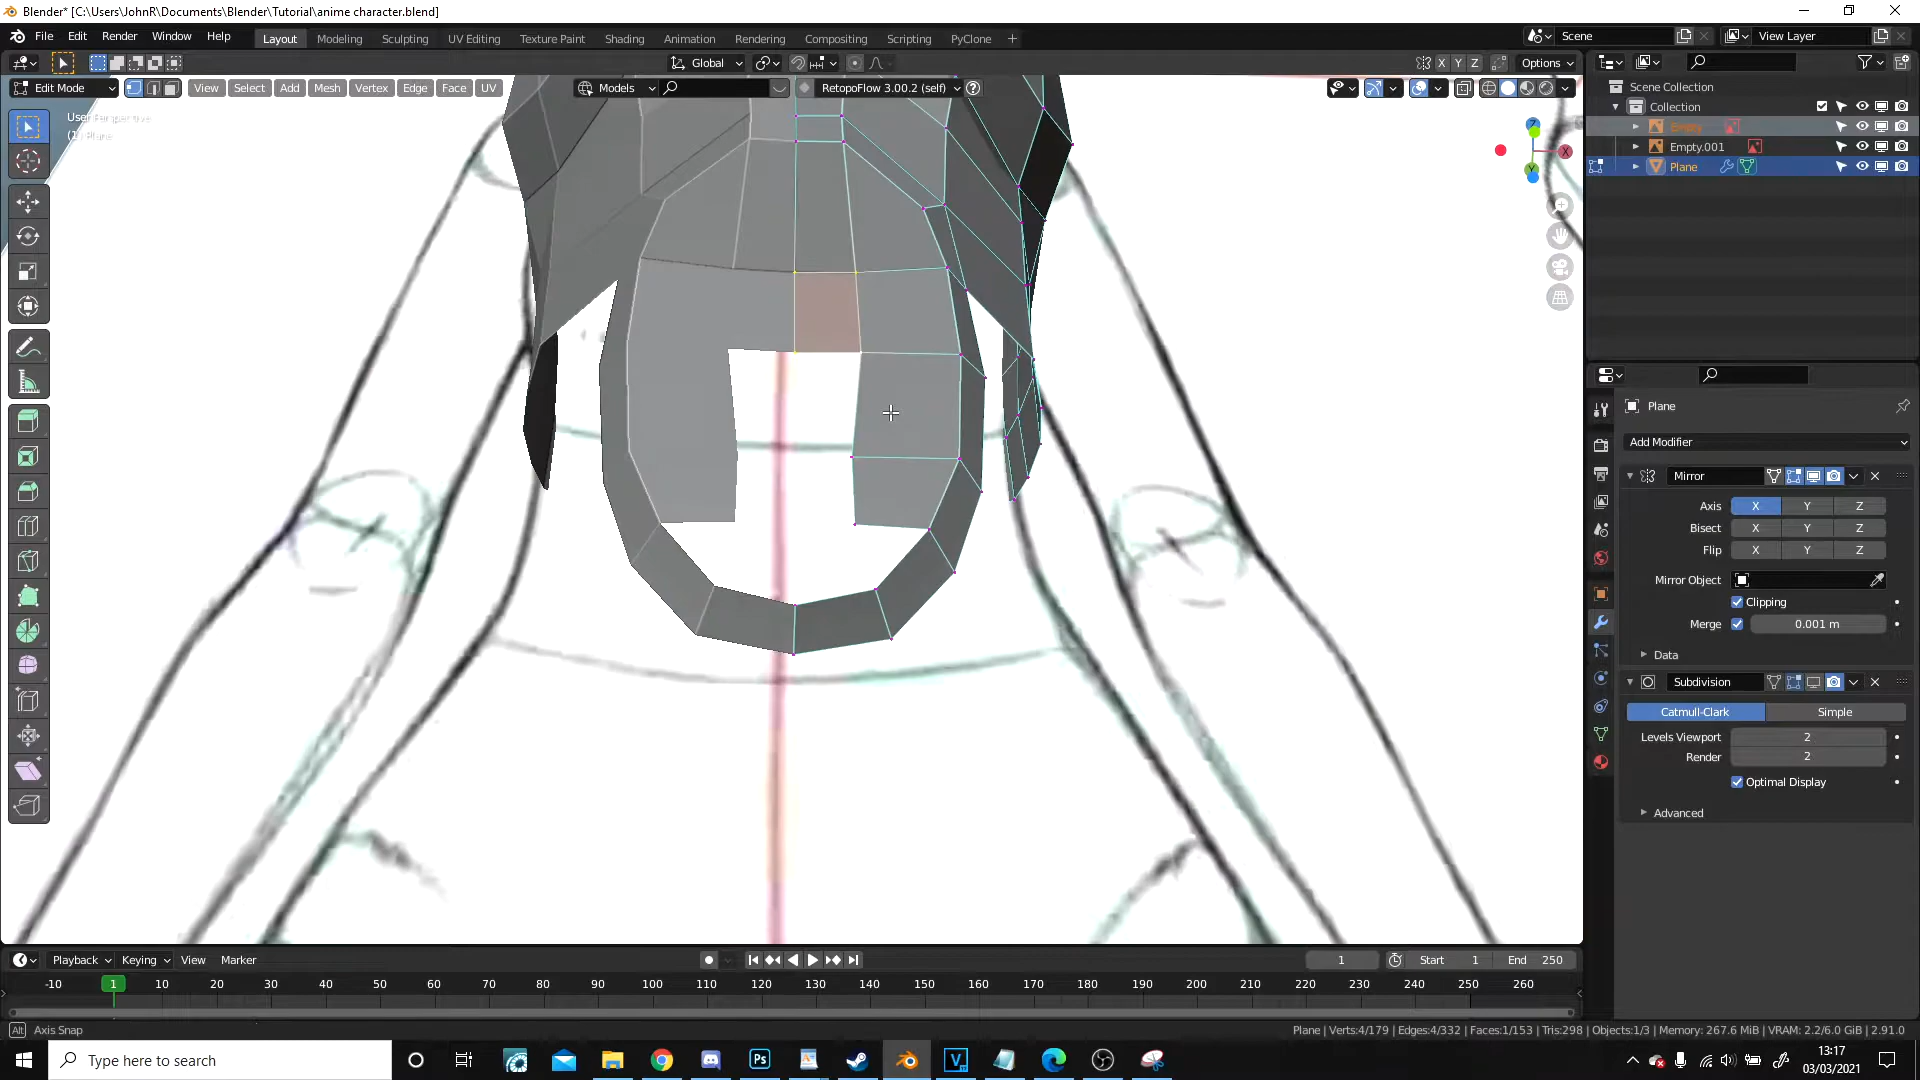 Blender* [C:\Users\JohnR\Documents\Blender\Tutorial\anime character.blend]
File Edit Render Window Help Layout Modeling Sculpting UV Editing Texture Paint Shading Animation Rendering Compositing Scripting PyClone + Scene View Layer
Global X Y Z Options
Edit Mode View Select Add Mesh Vertex Edge Face UV Models RetopoFlow 3.00.2 (self)
User Perspective
(1) Plane
Scene Collection
Collection
Empty
Empty.001
Plane
Z
X
Y
Plane
Add Modifier
Mirror
Axis X Y Z
Bisect X Y Z
Flip X Y Z
Mirror Object
Clipping
Merge 0.001 m
Data
Subdivision
Catmull-Clark Simple
Levels Viewport 2
Render 2
Optimal Display
Advanced
Playback Keying View Marker 1 Start 1 End 250
-10 1 10 20 30 40 50 60 70 80 90 100 110 120 130 140 150 160 170 180 190 200 210 220 230 240 250 260
Alt Axis Snap
Plane | Verts:4/179 | Edges:4/332 | Faces:1/153 | Tris:298 | Objects:1/3 | Memory: 267.6 MiB | VRAM: 2.2/6.0 GiB | 2.91.0
Type here to search
Ps
V
13:17
03/03/2021